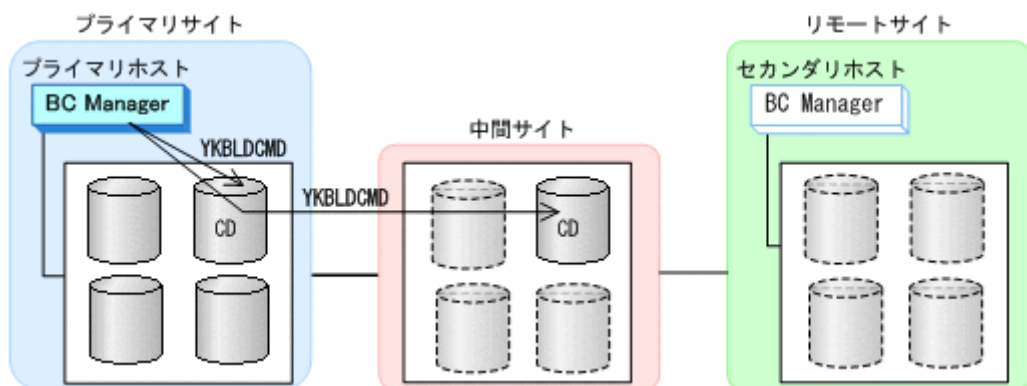 プライマリサイト
リモートサイト
プライマリホスト
セカンダリホスト
BC Manager
BC Manager
中間サイト
YKBLDCMD
YKBLDCMD
CD
CD